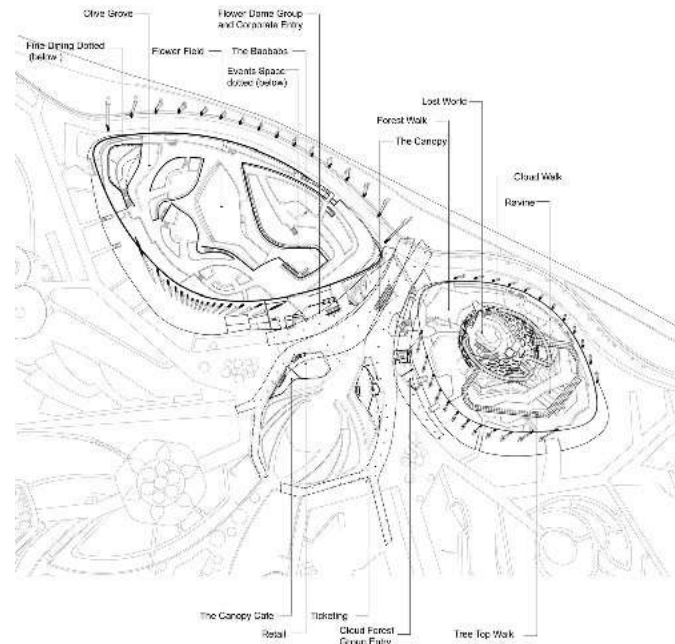 Olive Grove
Flower Dome Group
and Corporate Entry
Fine Dining Dotted
(below )
Flower Field
The Baobabs
Events Space
dotted (below)
Lost World
Forest Walk
The Canopy
Cloud Walk
Ravine
The Canopy Cafe
Ticketing
Retail
Cloud Forest
Group Entry
Tree Top Walk